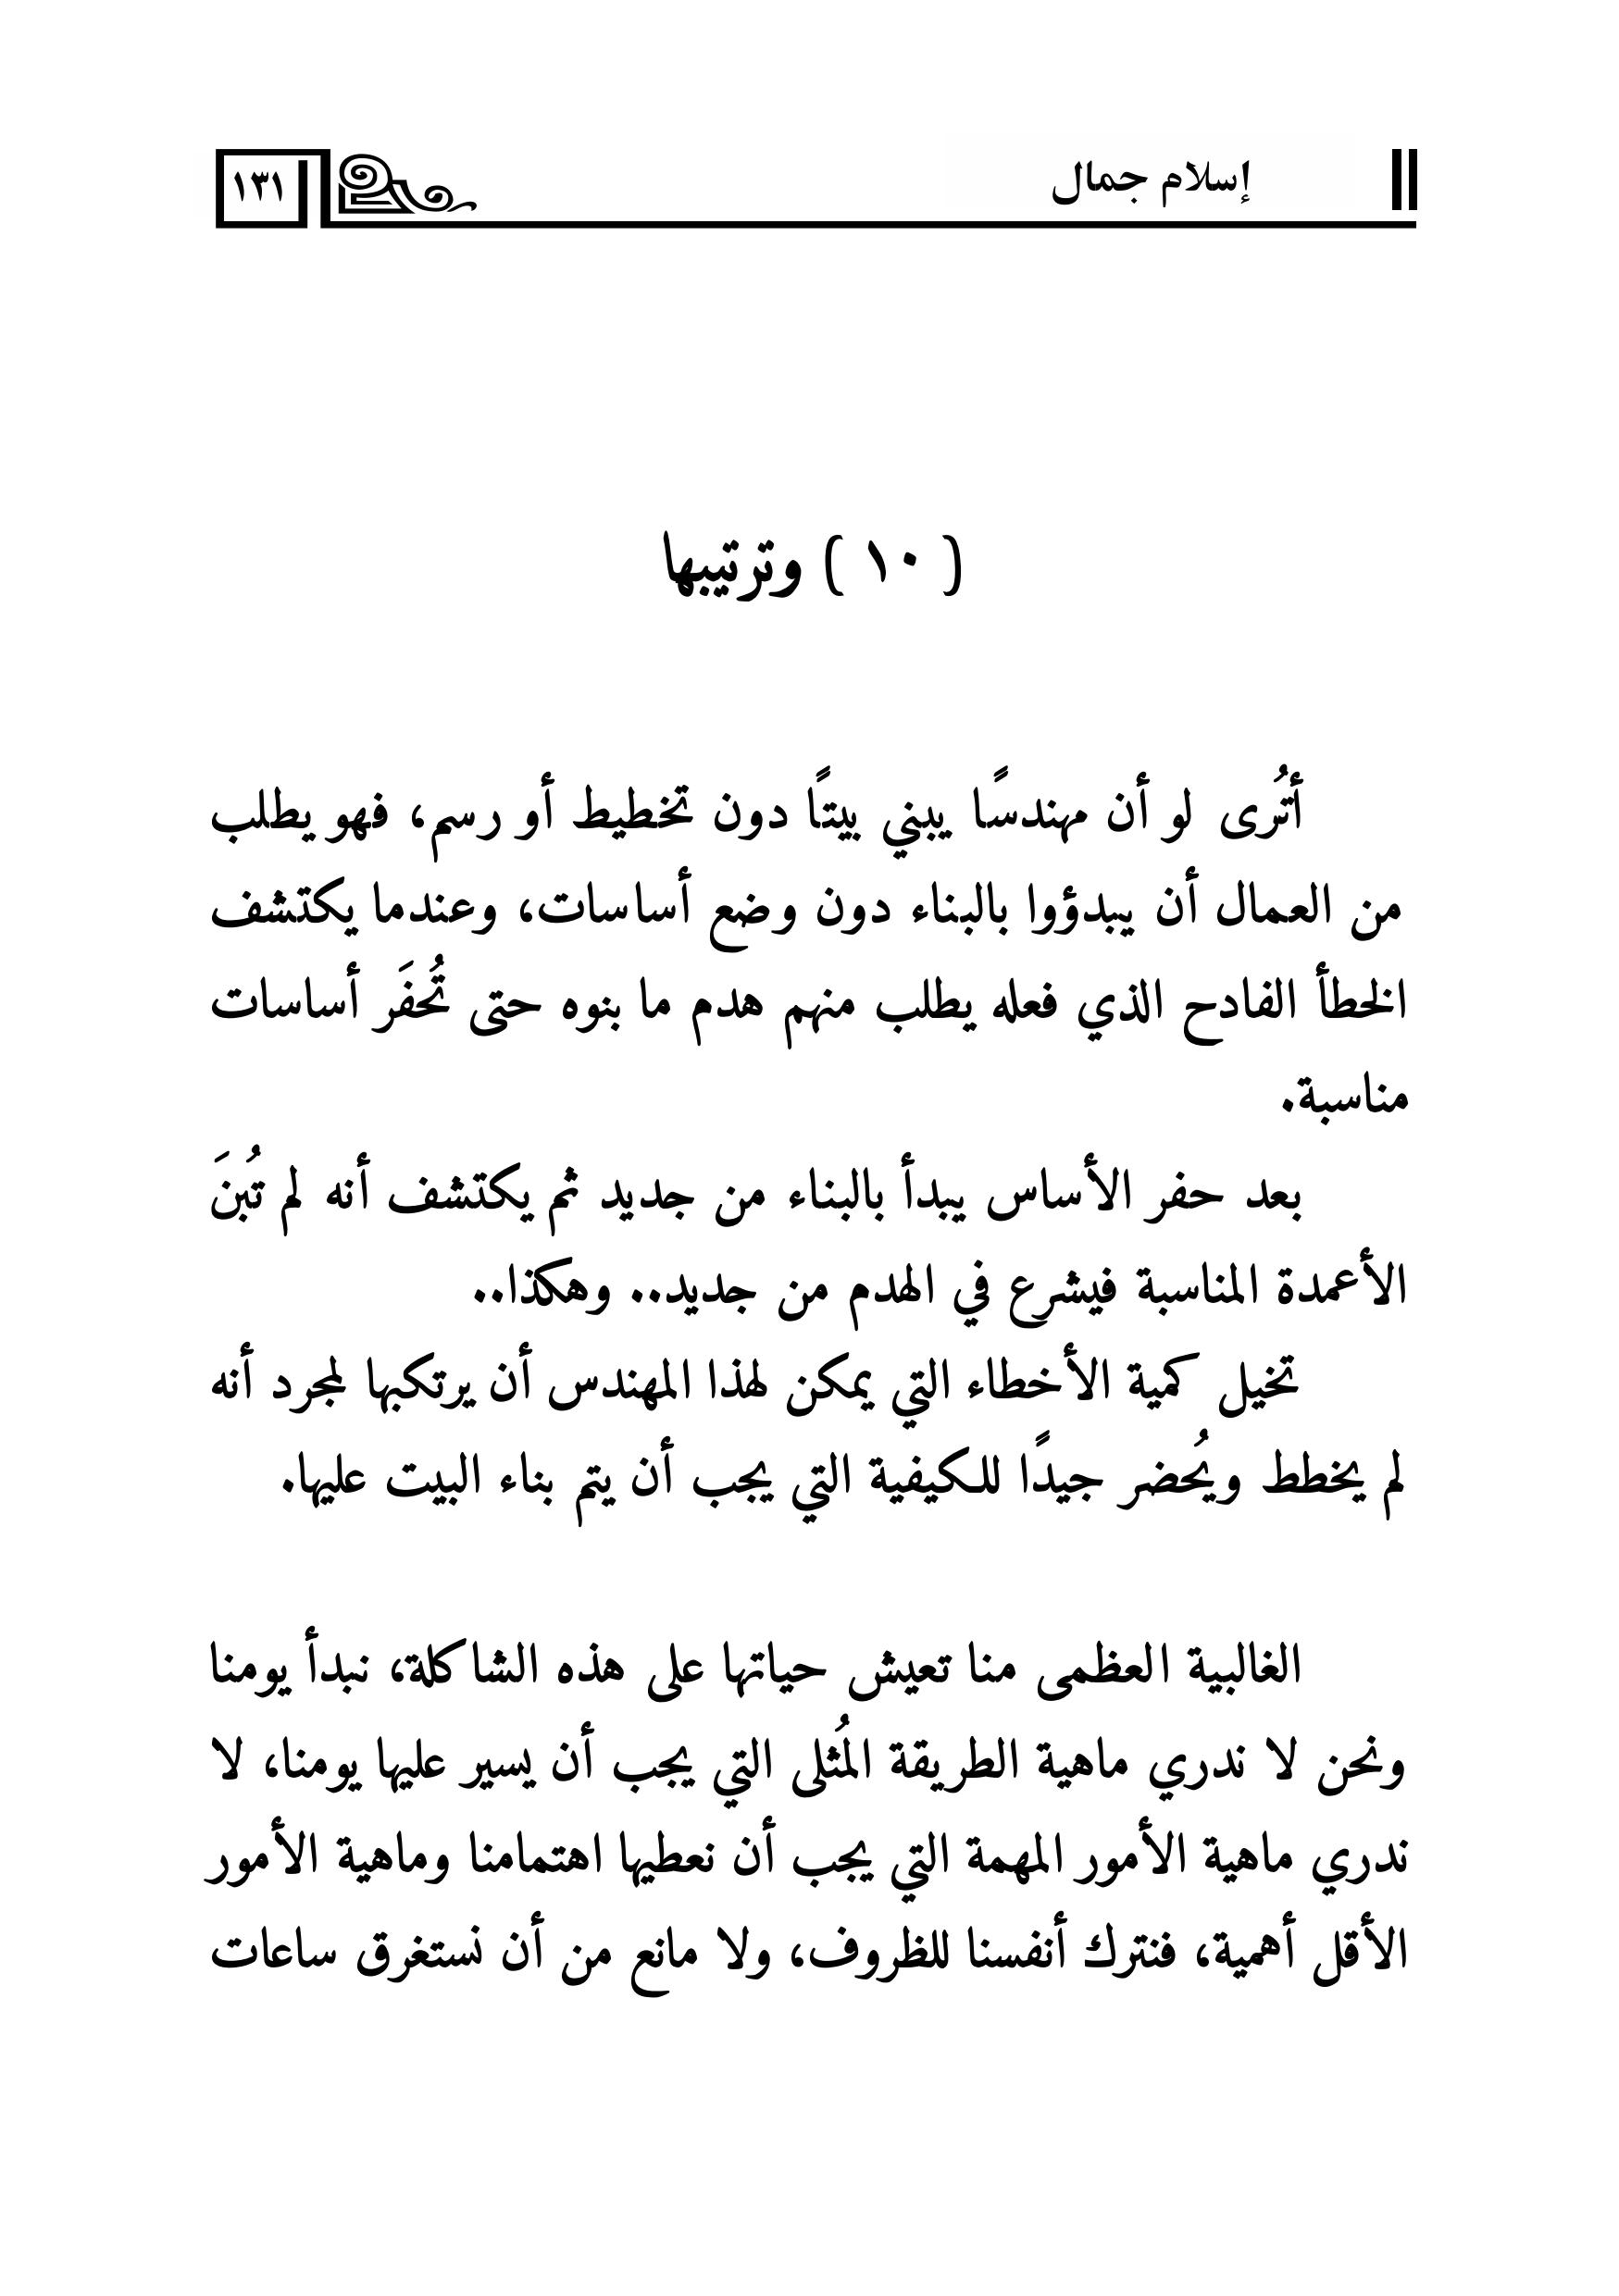 إسلام جمال
١٣١
( ١٠ ) وترتيبها
أتُرى لو أن مهندسًا يبني بيتًا دون تخطيط أو رسم، فهو يطلب
من العمال أن يبدؤوا بالبناء دون وضع أساسات، وعندما يكتشف
الخطأ الفادح الذي فعله يطلب منهم هدم ما بنوه حتى تُحفَر أساسات
مناسبة.
بعد حفر الأساس يبدأ بالبناء من جديد ثم يكتشف أنه لم تُبنَ
الأعمدة المناسبة فيشرع في الهدم من جديد.. وهكذا..
تخيل كمية الأخطاء التي يمكن لهذا المهندس أن يرتكبها لمجرد أنه
لم يخطط ويُحضر جيدًا للكيفية التي يجب أن يتم بناء البيت عليها.
الغالبية العظمى منا تعيش حياتها على هذه الشاكلة، نبدأ يومنا
ونحن لا ندري ماهية الطريقة المُثلى التي يجب أن يسير عليها يومنا، لا
ندري ماهية الأمور المهمة التي يجب أن نعطيها اهتمامنا وماهية الأمور
الأقل أهمية، فنترك أنفسنا للظروف، ولا مانع من أن نستغرق ساعات